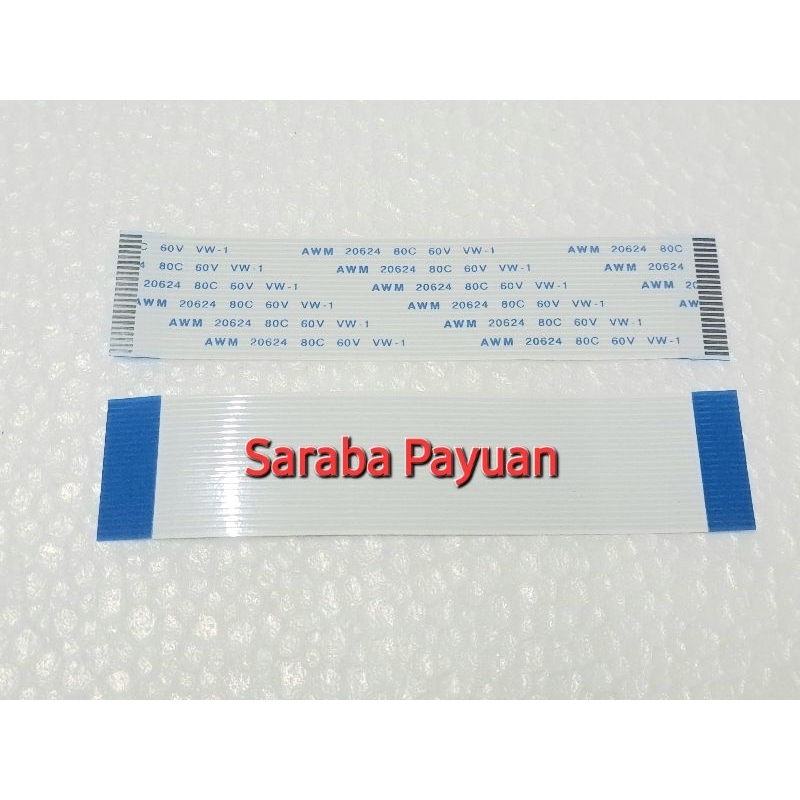 C 60V VW-1 AWM 20624 80C 60V VW-1 AWM 20624 80C
4 80C 60V VW-1 AWM 20624 80C 60V VW-1 AWM 20624
20624 80C 60V VW-1 AWM 20624 80C 60V VW-1 AWM 20
AWM 20624 80C 60V VW-1 AWM 20624 80C 60V VW-1 AW
AWM 20624 80C 60V VW-1 AWM 20624 80C 60V VW-1
AWM 20624 80C 60V VW-1 AWM 20624 80C 60V VW-1
Saraba Payuan